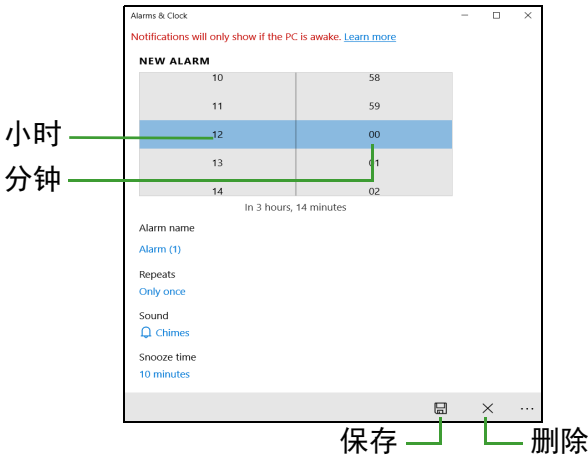 Alarms & Clock
Notifications will only show if the PC is awake. Learn more
NEW ALARM
10 58
11 59
小时 12 00
13 01
分钟
14 02
In 3 hours, 14 minutes
Alarm name
Alarm (1)
Repeats
Only once
Sound
Chimes
Snooze time
10 minutes
保存 删除